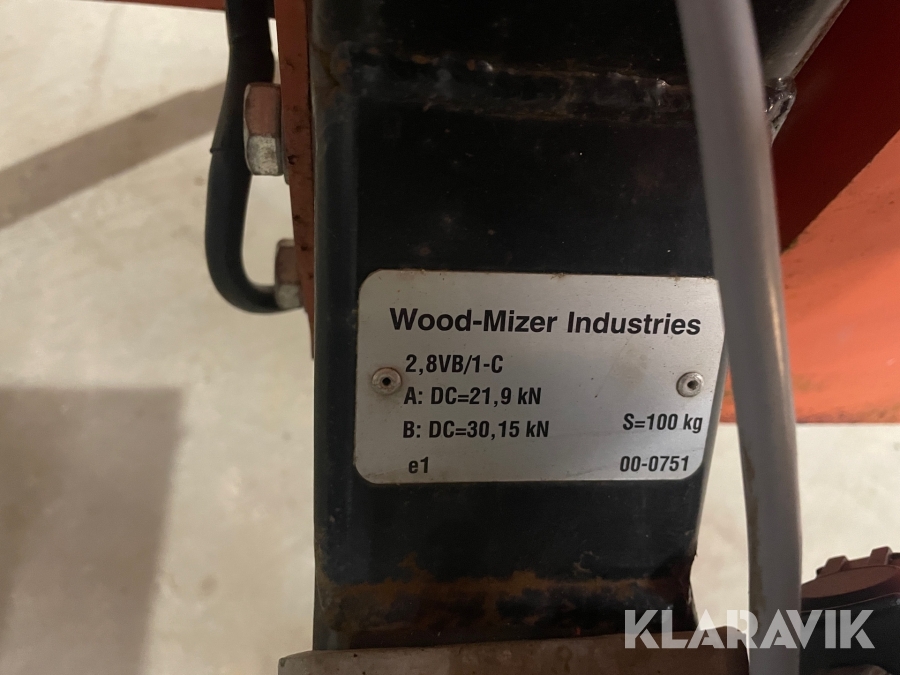 Wood-Mizer Industries
2,8VB/1-C
A: DC=21,9 kN
B: DC=30,15 kN
S=100 kg
e1
00-0751
KLARAVIK